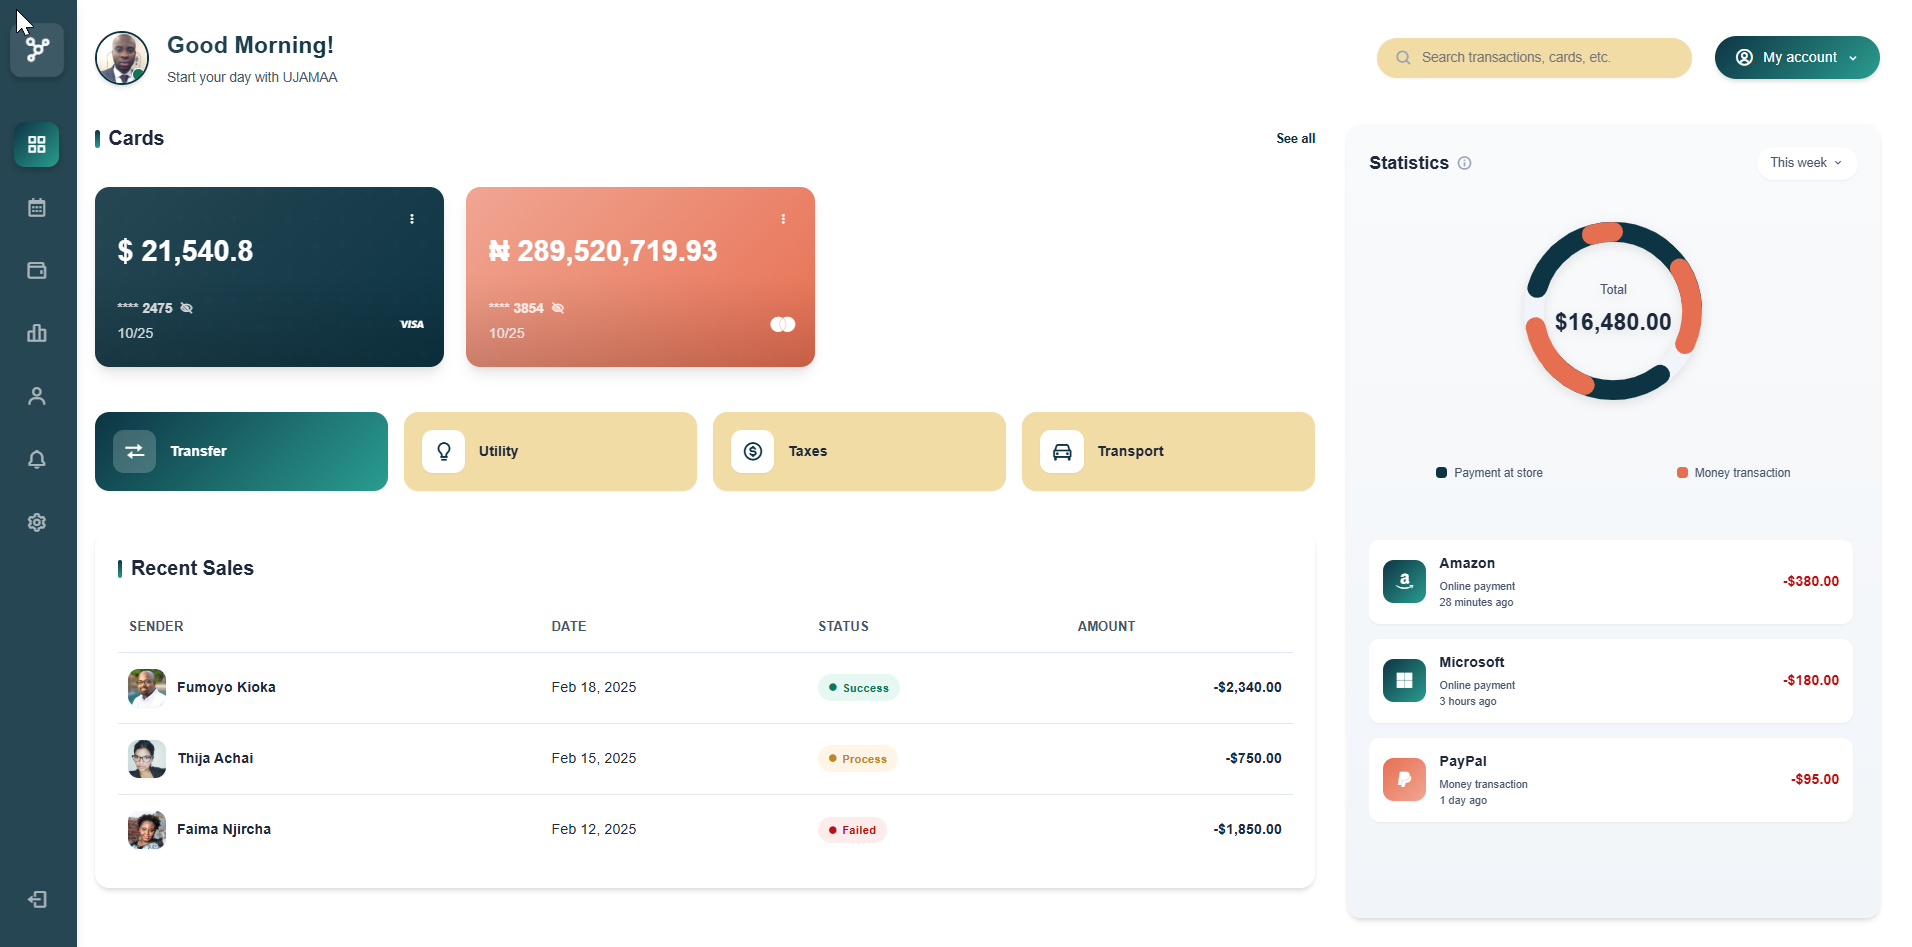 Good Morning!
Start your day with UJAMAA
Search transactions, cards, etc.
My account
Cards
See all
$ 21,540.8
**** 2475
10/25
VISA
₦ 289,520,719.93
**** 3854
10/25
Transfer
Utility
Taxes
Transport
Recent Sales
SENDER DATE STATUS AMOUNT
Fumoyo Kioka Feb 18, 2025 Success -$2,340.00
Thija Achai Feb 15, 2025 Process -$750.00
Faima Njircha Feb 12, 2025 Failed -$1,850.00
Statistics
This week
Total
$16,480.00
Payment at store
Money transaction
Amazon
Online payment
28 minutes ago
-$380.00
Microsoft
Online payment
3 hours ago
-$180.00
PayPal
Money transaction
1 day ago
-$95.00